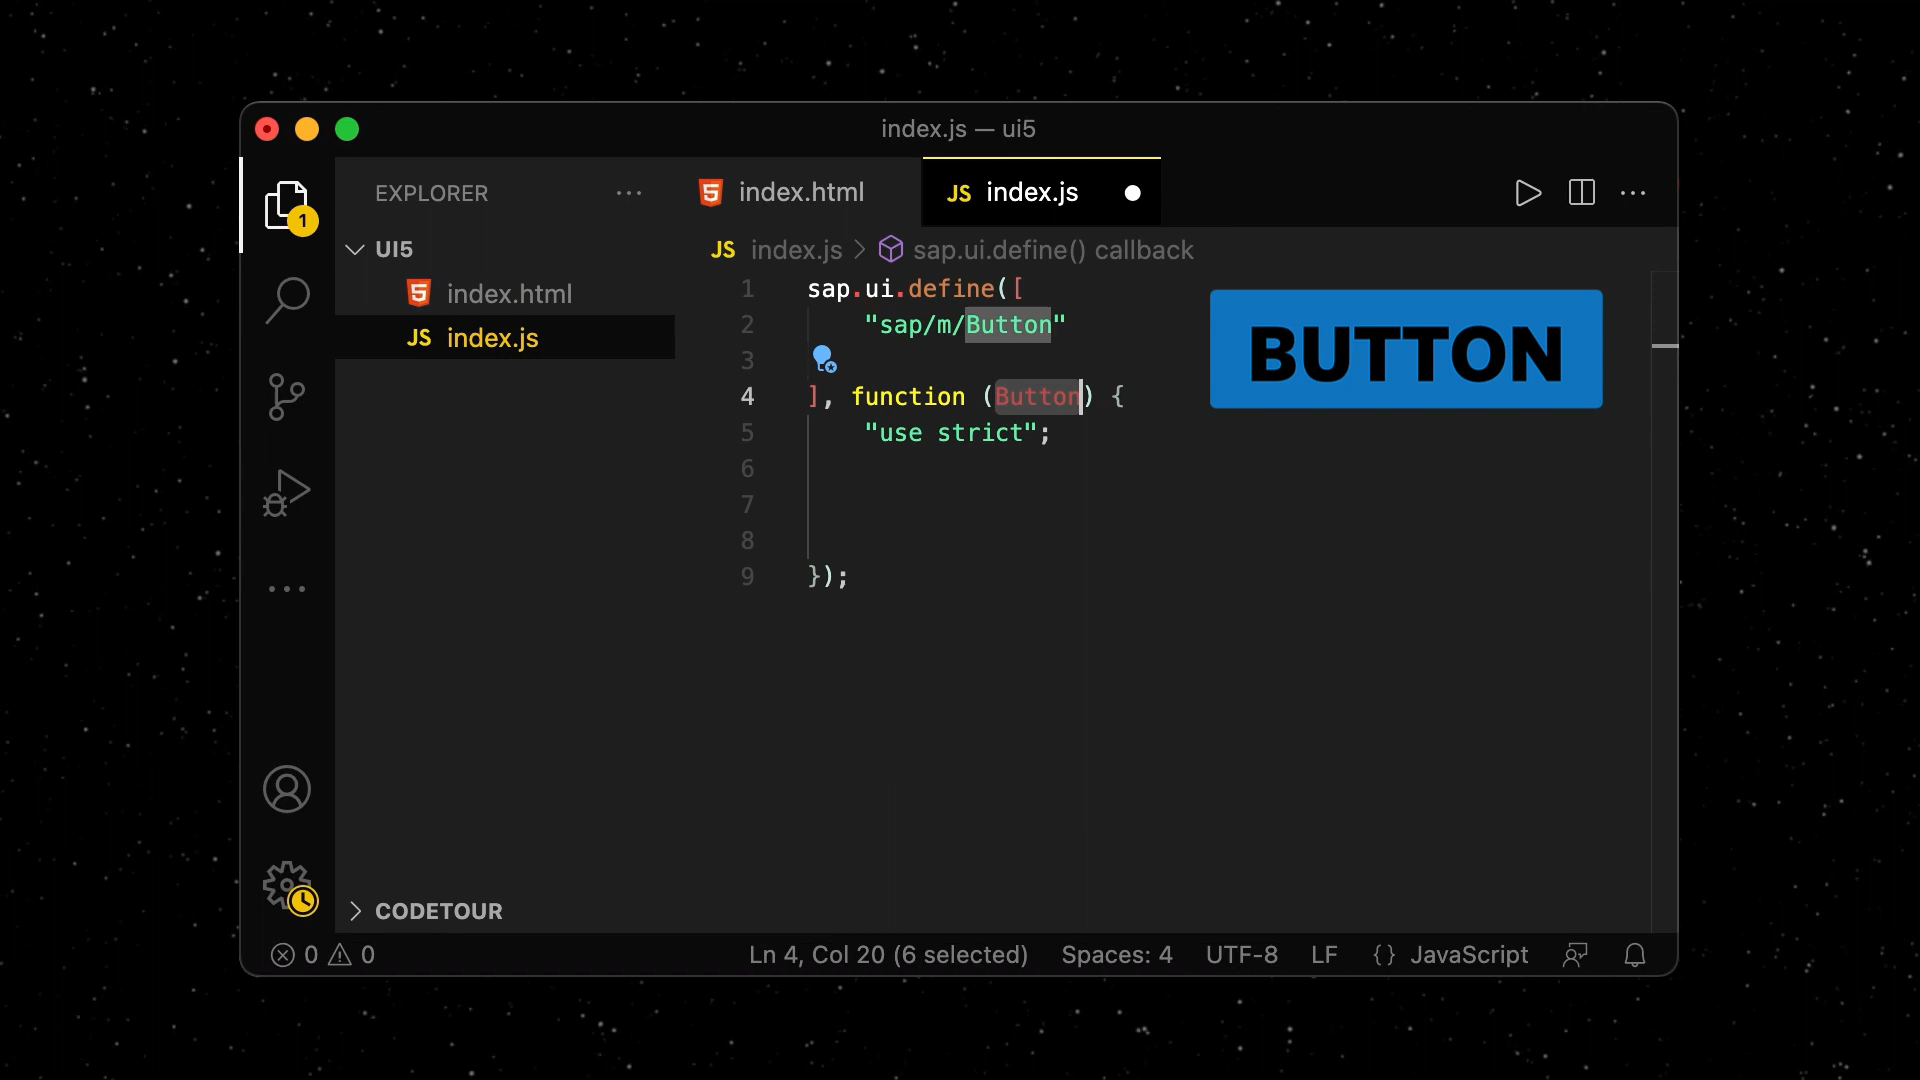 index.js — ui5
1
EXPLORER
index.html
JS index.js
UI5
index.html
JS index.js
JS index.js > sap.ui.define() callback
1 sap.ui.define([
2 "sap/m/Button"
3
4 ], function (Button) {
5 "use strict";
6
7
8
9 });
BUTTON
CODETOUR
0 0
Ln 4, Col 20 (6 selected)
Spaces: 4
UTF-8
LF
{} JavaScript